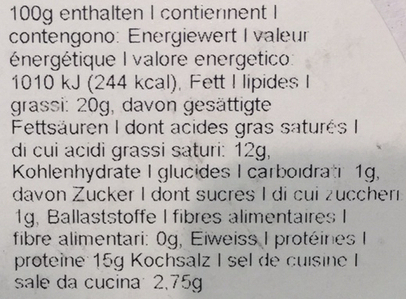 100g enthalten I contiennent I
contengono: Energiewert I valeur
énergétique I valore energetico:
1010 kJ (244 kcal), Fett I lipides I
grassi: 20g, davon gesättigte
Fettsäuren I dont acides gras saturés I
di cui acidi grassi saturi: 12g,
Kohlenhydrate I glucides I carboidrati 1g,
davon Zucker I dont sucres I di cui zuccheri
1g, Ballaststoffe I fibres alimentaires I
fibre alimentari: 0g, Eiweiss I protéines I
proteine 15g Kochsalz I sel de cuisine I
sale da cucina 2,75g